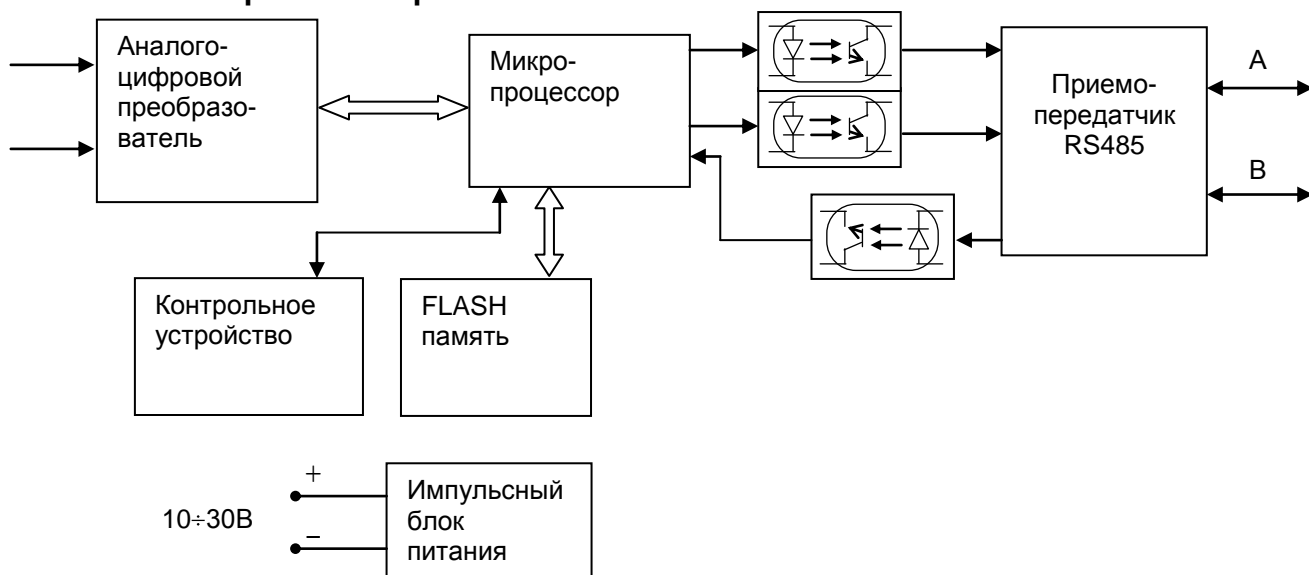 Аналого-
цифровой
преобразо-
ватель
Микро-
процессор
Приемо-
передатчик
RS485
A
B
Контрольное
устройство
FLASH
память
+
10÷30В
–
Импульсный
блок
питания